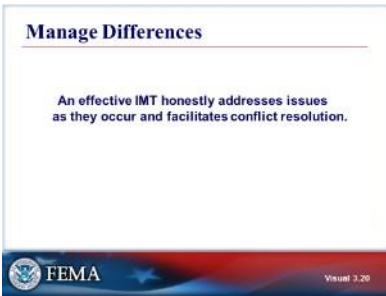 Manage Differences
An effective IMT honestly addresses issues
as they occur and facilitates conflict resolution.
FEMA
Visual 3.20